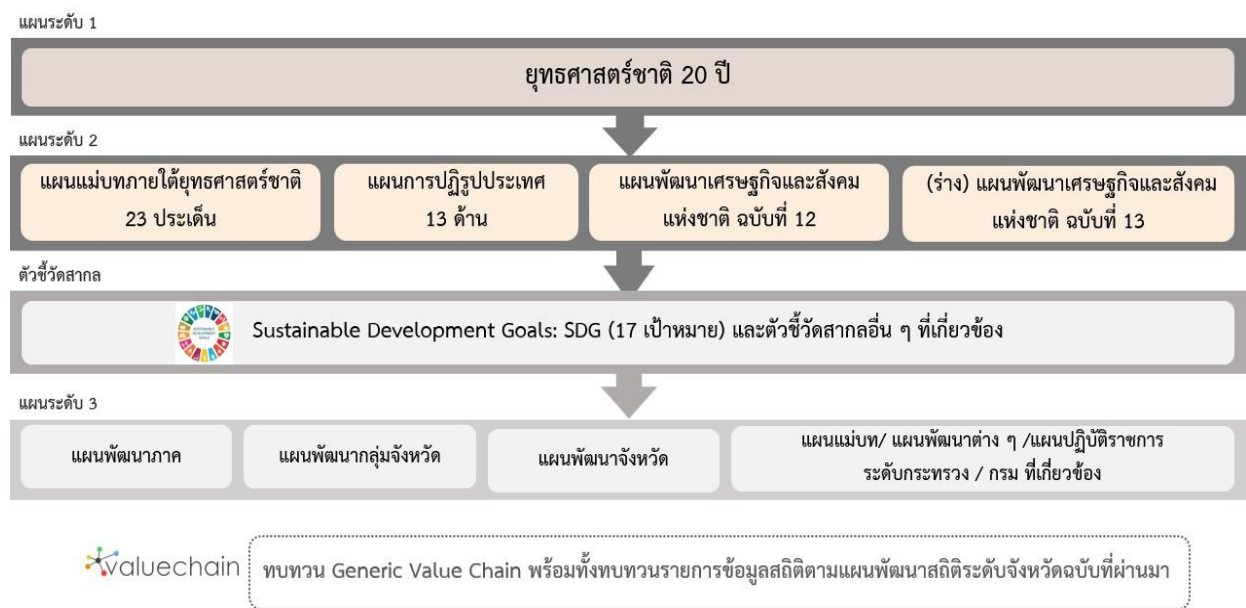 แผนระดับ 1
ยุทธศาสตร์ชาติ 20 ปี
แผนระดับ 2
แผนแม่บทภายใต้ยุทธศาสตร์ชาติ
23 ประเด็น
แผนการปฏิรูปประเทศ
13 ด้าน
แผนพัฒนาเศรษฐกิจและสังคม
แห่งชาติ ฉบับที่ 12
(ร่าง) แผนพัฒนาเศรษฐกิจและสังคม
แห่งชาติ ฉบับที่ 13
ตัวชี้วัดสากล
SUSTAINABLE
DEVELOPMENT
GOALS
Sustainable Development Goals: SDG (17 เป้าหมาย) และตัวชี้วัดสากลอื่น ๆ ที่เกี่ยวข้อง
แผนระดับ 3
แผนพัฒนาภาค
แผนพัฒนากลุ่มจังหวัด
แผนพัฒนาจังหวัด
แผนแม่บท/ แผนพัฒนาต่าง ๆ /แผนปฏิบัติราชการ
ระดับกระทรวง / กรม ที่เกี่ยวข้อง
valuechain
ทบทวน Generic Value Chain พร้อมทั้งทบทวนรายการข้อมูลสถิติตามแผนพัฒนาสถิติระดับจังหวัดฉบับที่ผ่านมา